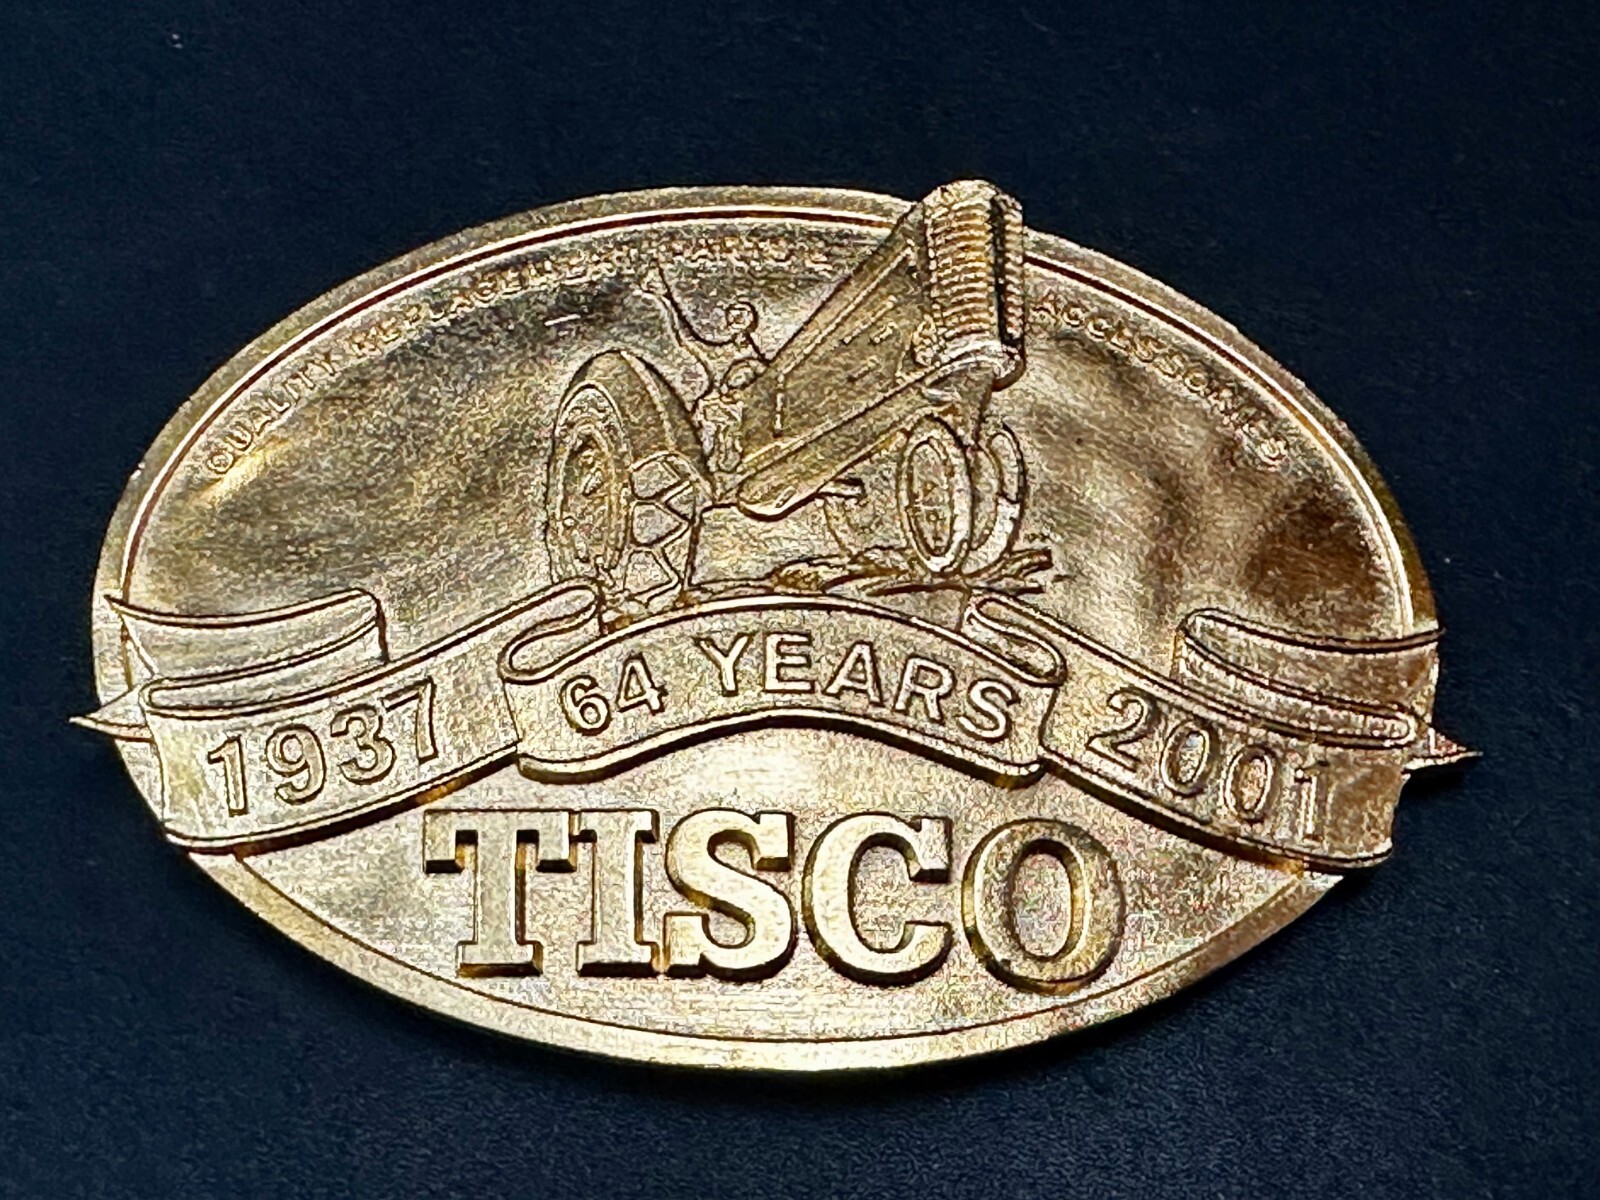 QUALITY REPLACEMENT PARTS & ACCESSORIES
1937 64 YEARS 2001
TISCO